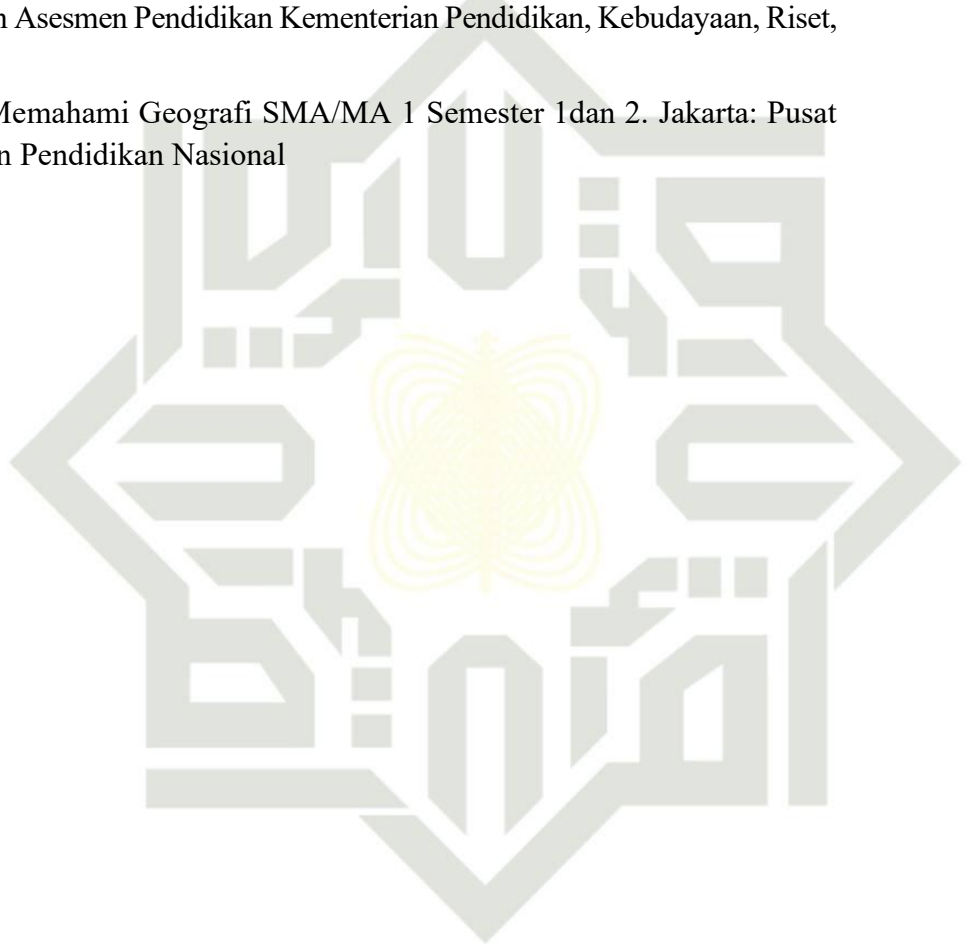 n Asesmen Pendidikan Kementerian Pendidikan, Kebudayaan, Riset,
Memahami Geografi SMA/MA 1 Semester 1dan 2. Jakarta: Pusat
n Pendidikan Nasional